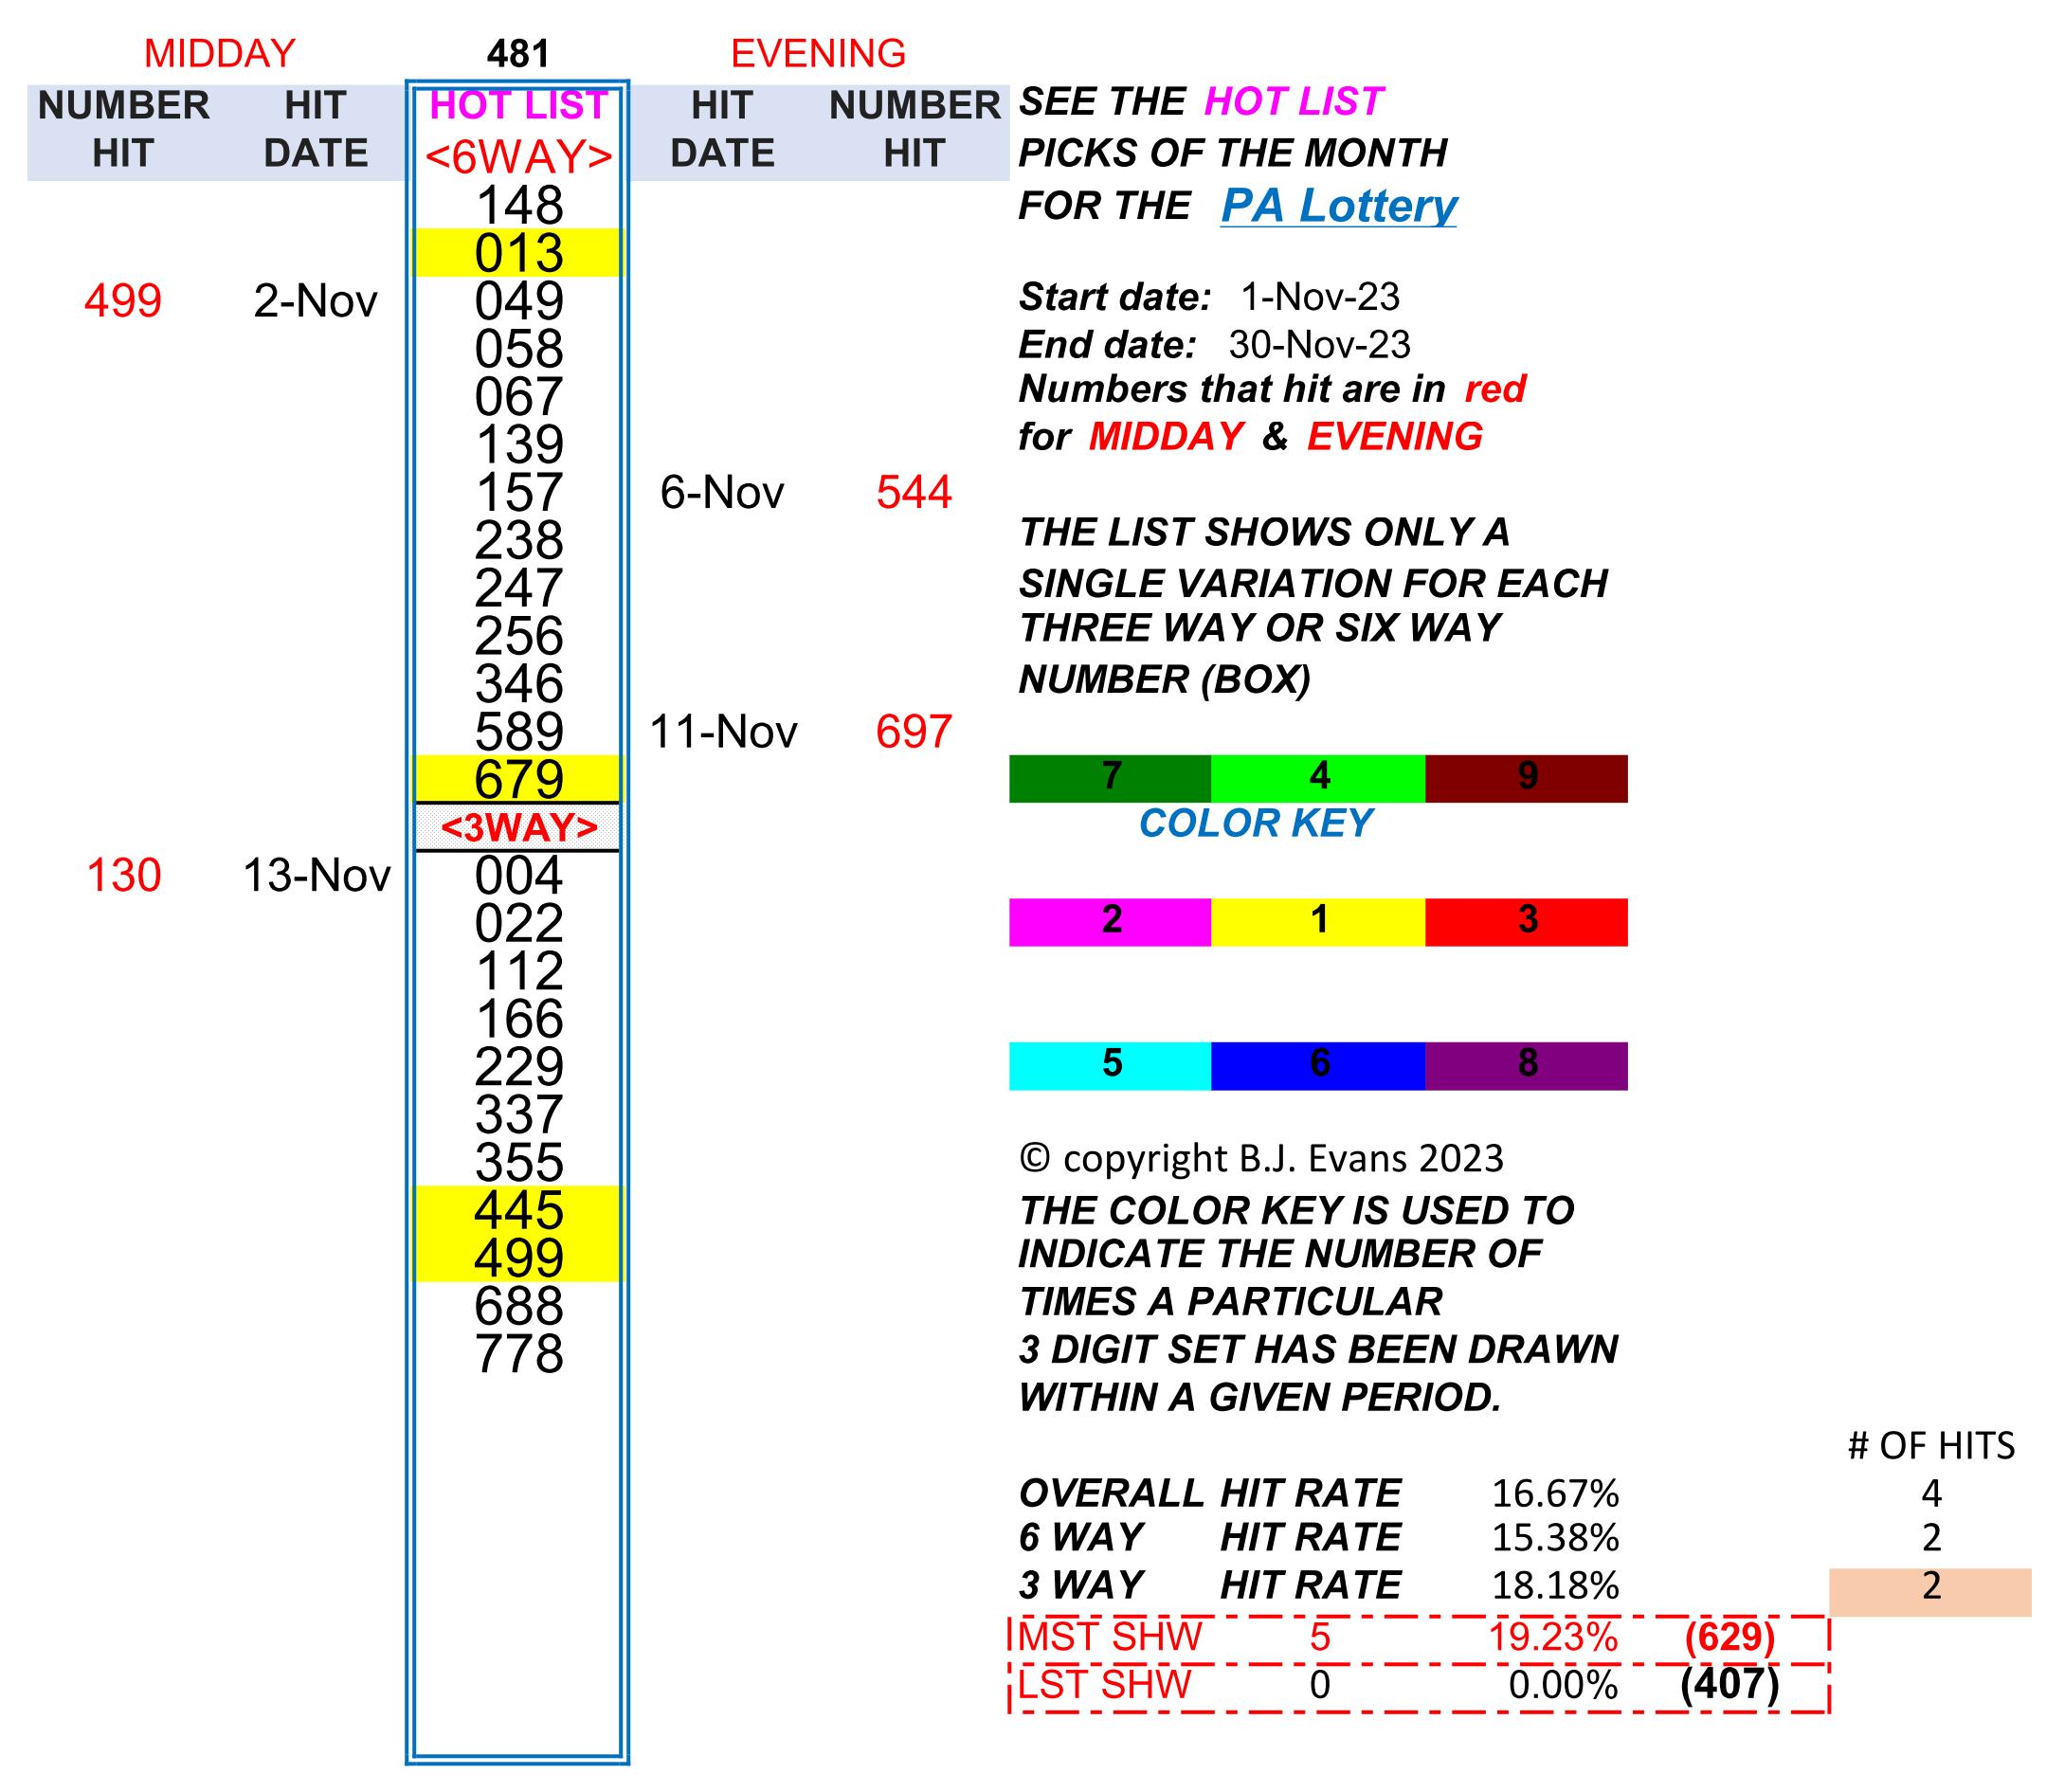 MIDDAY 481 EVENING
NUMBER HIT HOT LIST HIT NUMBER
HIT DATE <6WAY> DATE HIT
148
013
499 2-Nov 049
058
067
139
157 6-Nov 544
238
247
256
346
589 11-Nov 697
679
<3WAY>
130 13-Nov 004
022
112
166
229
337
355
445
499
688
778
SEE THE HOT LIST
PICKS OF THE MONTH
FOR THE PA Lottery
Start date: 1-Nov-23
End date: 30-Nov-23
Numbers that hit are in red
for MIDDAY & EVENING
THE LIST SHOWS ONLY A
SINGLE VARIATION FOR EACH
THREE WAY OR SIX WAY
NUMBER (BOX)
7 4 9
COLOR KEY
2 1 3
5 6 8
© copyright B.J. Evans 2023
THE COLOR KEY IS USED TO
INDICATE THE NUMBER OF
TIMES A PARTICULAR
3 DIGIT SET HAS BEEN DRAWN
WITHIN A GIVEN PERIOD.
# OF HITS
OVERALL HIT RATE 16.67% 4
6 WAY HIT RATE 15.38% 2
3 WAY HIT RATE 18.18% 2
MST SHW 5 19.23% (629)
LST SHW 0 0.00% (407)